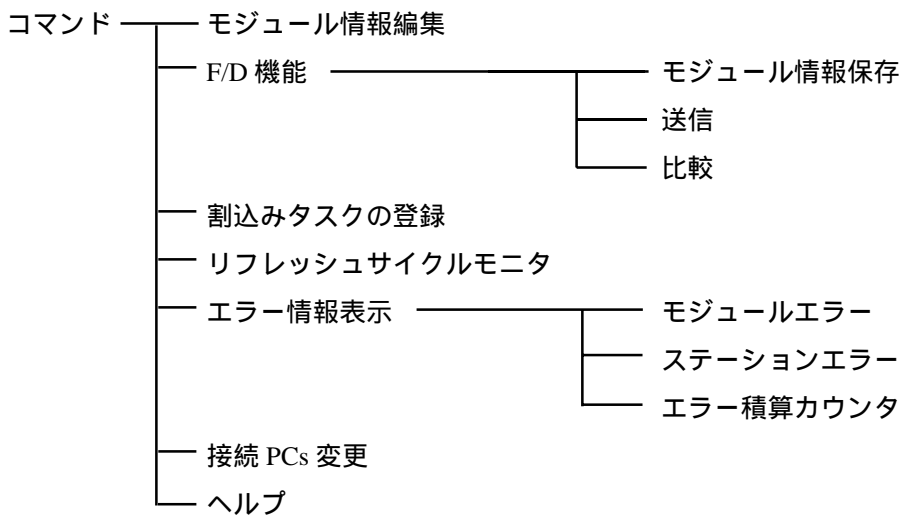 コマンド
モジュール情報編集
F/D 機能
モジュール情報保存
送信
比較
割込みタスクの登録
リフレッシュサイクルモニタ
エラー情報表示
モジュールエラー
ステーションエラー
エラー積算カウンタ
接続 PCs 変更
ヘルプ